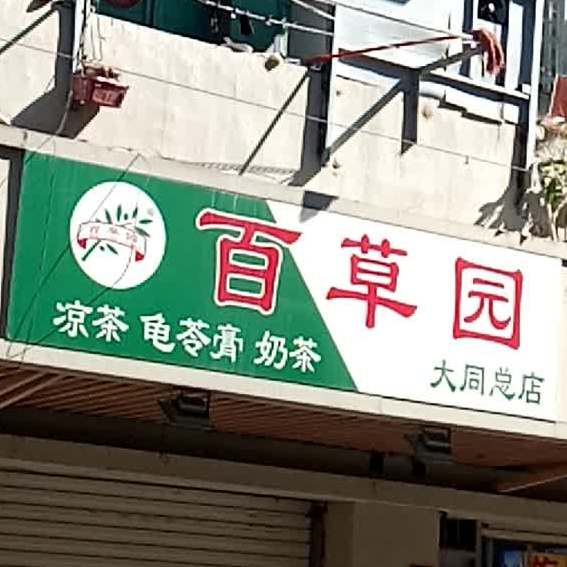 百草园
凉茶 龟苓膏 奶茶
大同总店